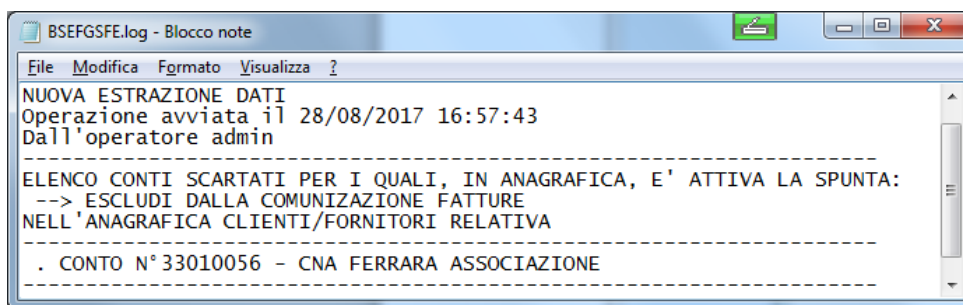 BSEFGSFE.log - Blocco note
File Modifica Formato Visualizza ?
NUOVA ESTRAZIONE DATI
Operazione avviata il 28/08/2017 16:57:43
Dall'operatore admin
--------------------------------------------------------------------
ELENCO CONTI SCARTATI PER I QUALI, IN ANAGRAFICA, E' ATTIVA LA SPUNTA:
--> ESCLUDI DALLA COMUNIZAZIONE FATTURE
NELL'ANAGRAFICA CLIENTI/FORNITORI RELATIVA
--------------------------------------------------------------------
. CONTO N°33010056 - CNA FERRARA ASSOCIAZIONE
--------------------------------------------------------------------